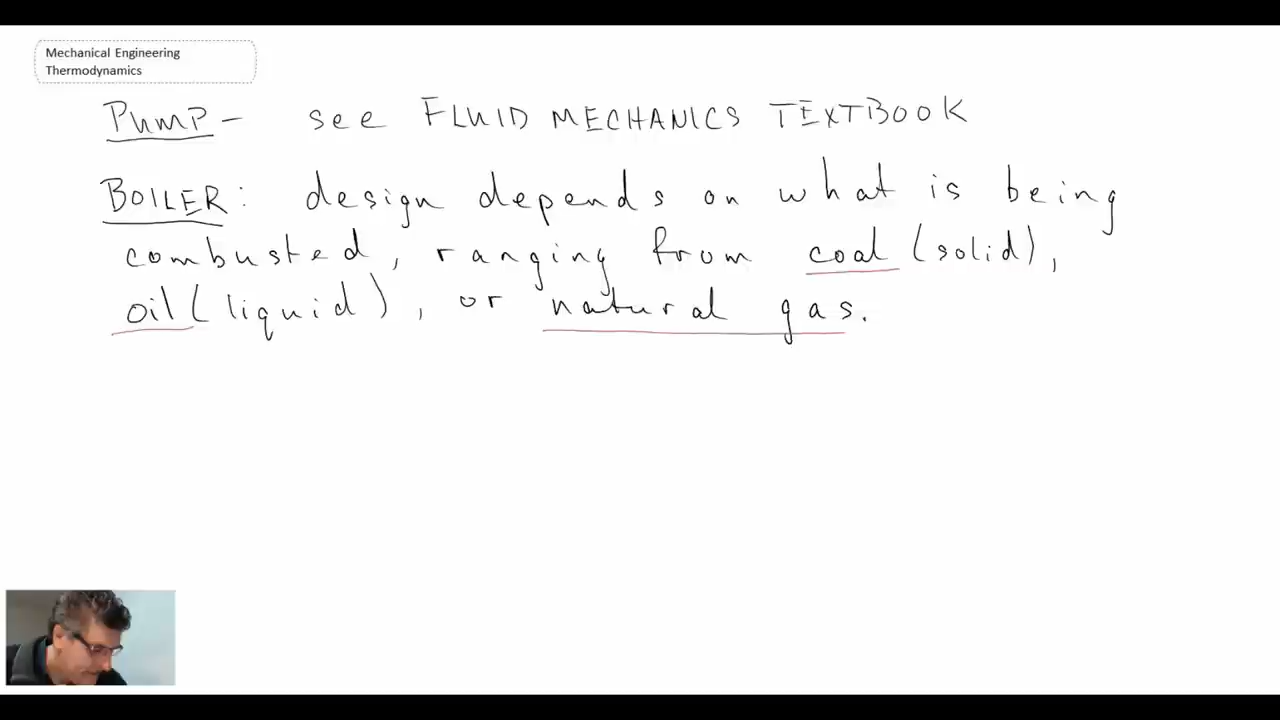 Mechanical Engineering
Thermodynamics
PUMP - see FLUID MECHANICS TEXTBOOK
BOILER: design depends on what is being
combusted, ranging from coal (solid),
oil (liquid), or natural gas.